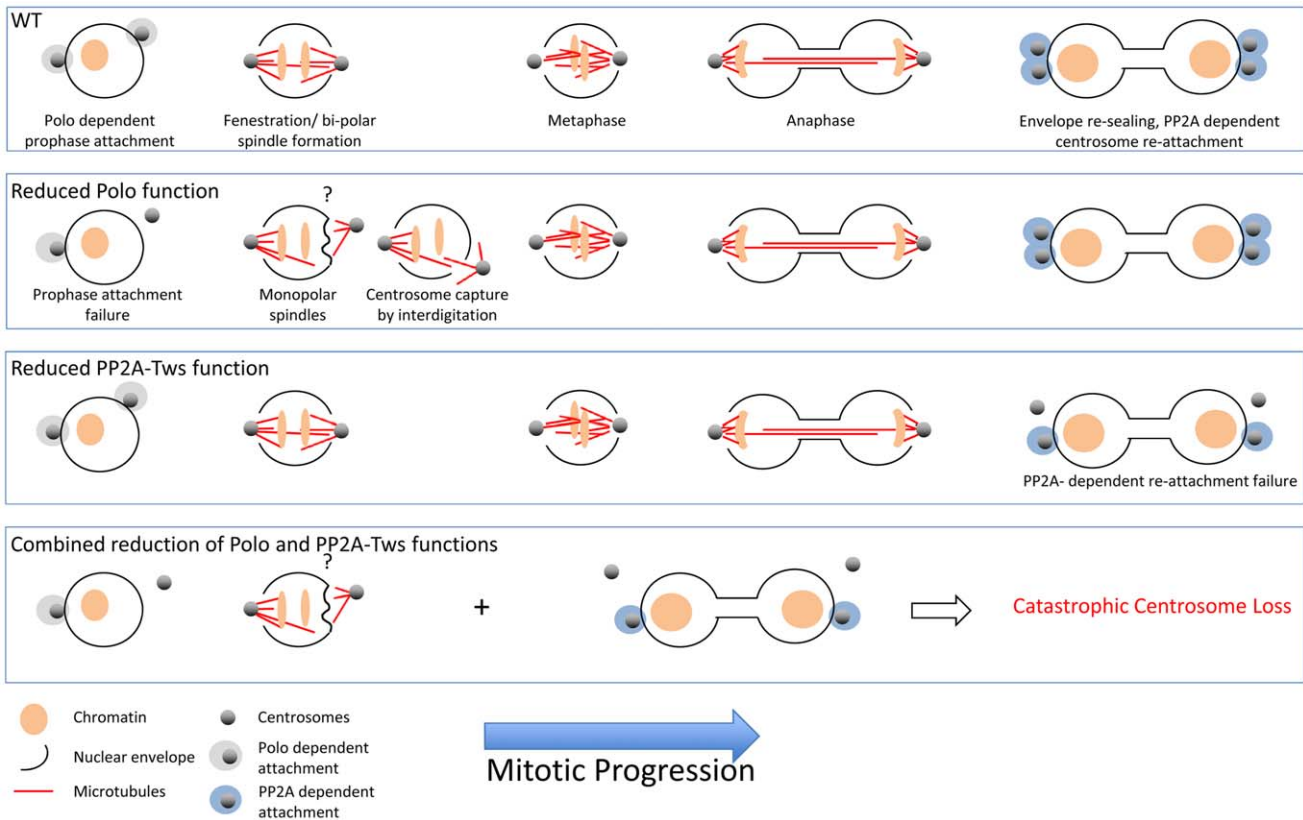 WT
Polo dependent
prophase attachment
Fenestration/ bi-polar
spindle formation
Metaphase
Anaphase
Envelope re-sealing, PP2A dependent
centrosome re-attachment
Reduced Polo function
?
Prophase attachment
failure
Monopolar
spindles
Centrosome capture
by interdigitation
Reduced PP2A-Tws function
PP2A- dependent re-attachment failure
Combined reduction of Polo and PP2A-Tws functions
?
+
Catastrophic Centrosome Loss
Chromatin
Nuclear envelope
Microtubules
Centrosomes
Polo dependent
attachment
PP2A dependent
attachment
Mitotic Progression